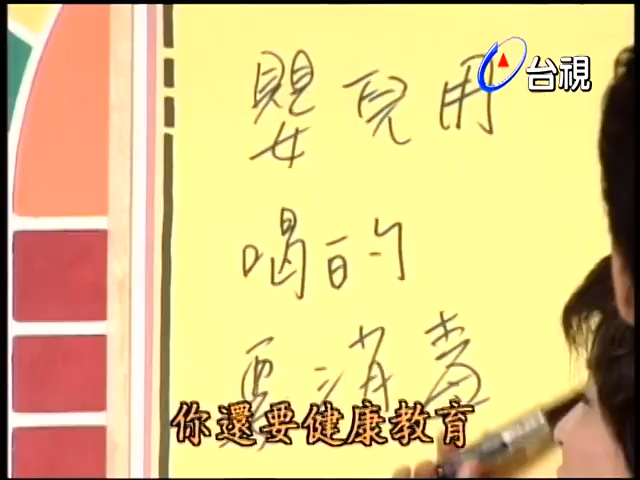 台視
嬰兒用
喝的
要消毒
你還要健康教育